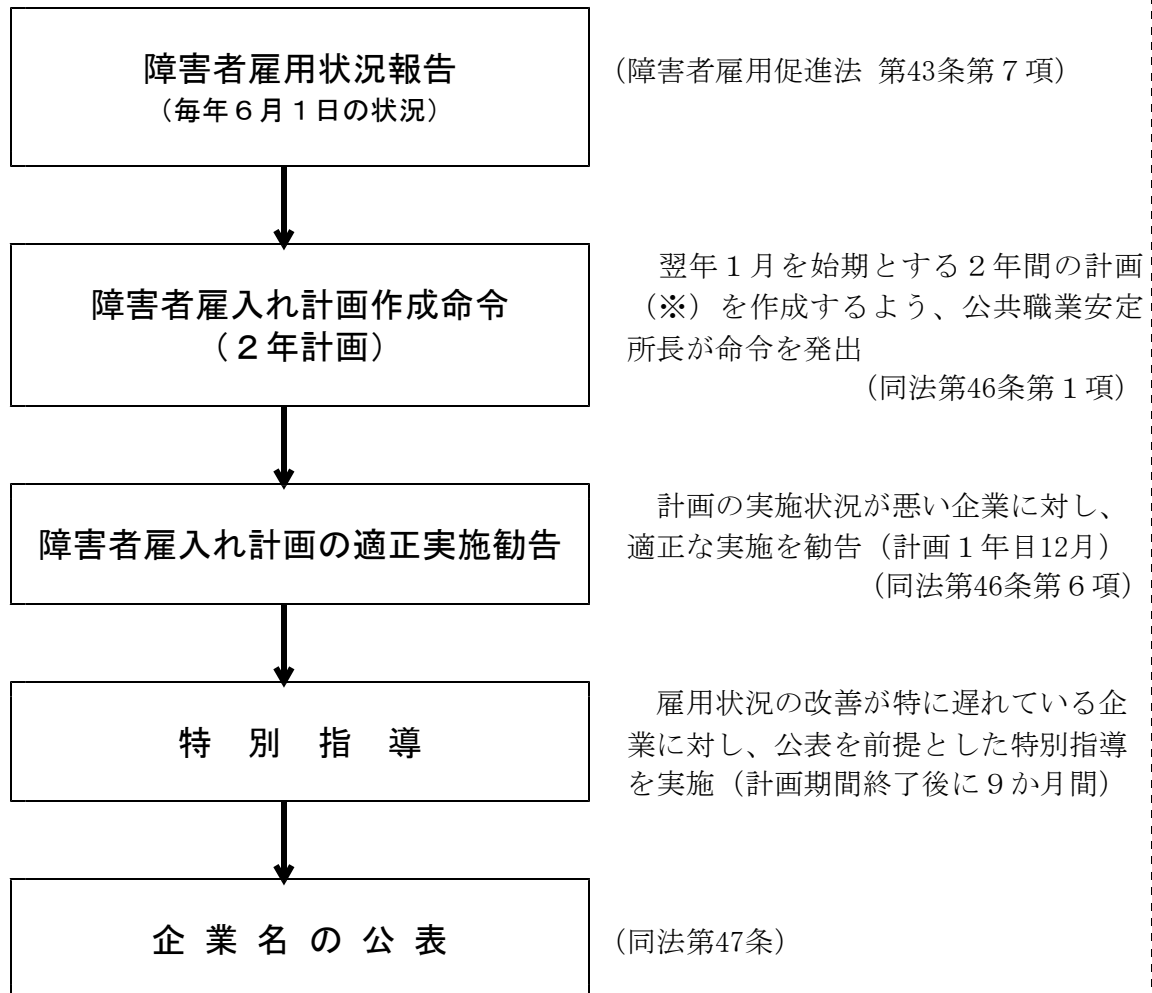 障害者雇用状況報告
（毎年６月１日の状況）
（障害者雇用促進法 第43条第７項）
障害者雇入れ計画作成命令
（２年計画）
翌年１月を始期とする２年間の計画
（※）を作成するよう、公共職業安定
所長が命令を発出
（同法第46条第１項）
障害者雇入れ計画の適正実施勧告
計画の実施状況が悪い企業に対し、
適正な実施を勧告（計画１年目12月）
（同法第46条第６項）
特 別 指 導
雇用状況の改善が特に遅れている企
業に対し、公表を前提とした特別指導
を実施（計画期間終了後に９か月間）
企 業 名 の 公 表
（同法第47条）